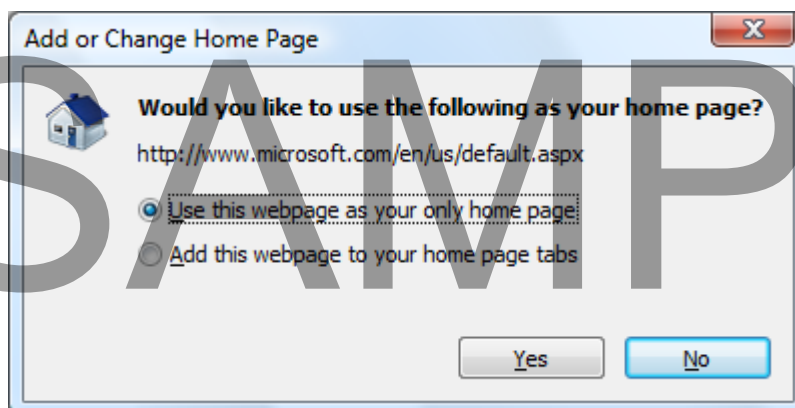 Add or Change Home Page
Would you like to use the following as your home page?
http://www.microsoft.com/en/us/default.aspx
Use this webpage as your only home page
Add this webpage to your home page tabs
Yes No
SAMP